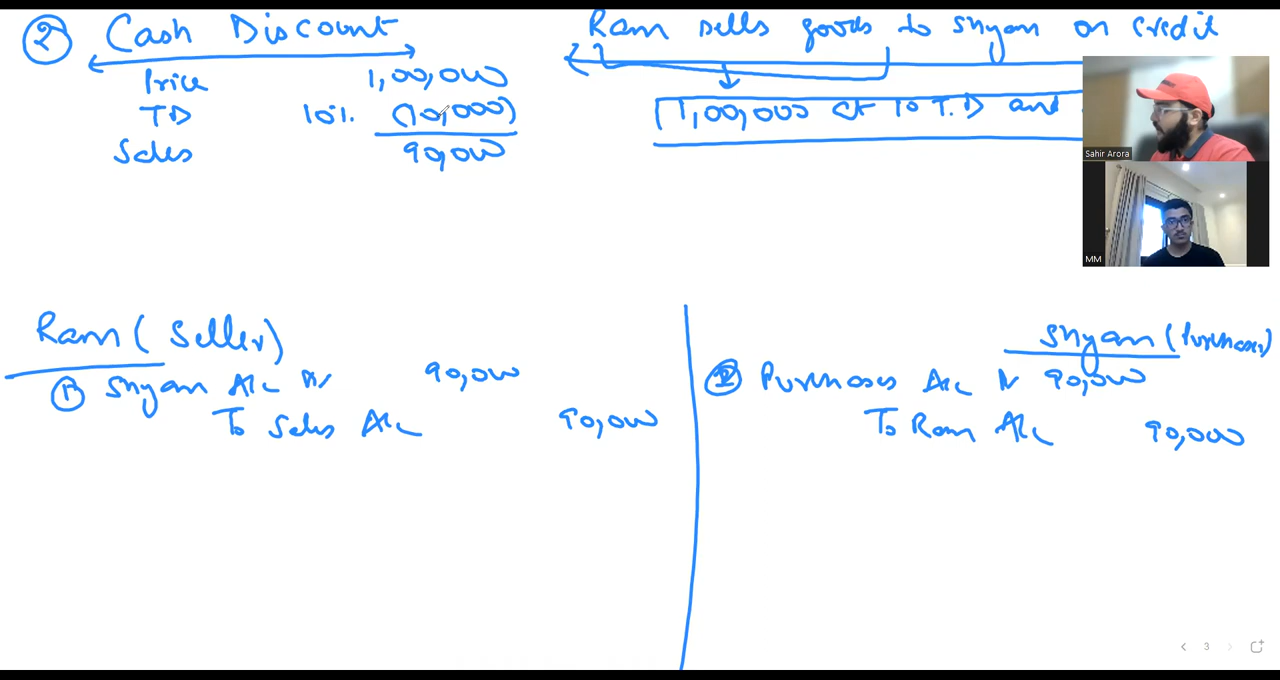 ② Cash Discount
Price 1,00,000
TD 10%. (10,000)
Sales 90,000
Ram sells goods to Shyam on credit
₹1,00,000 at 10 T.D and
Sahir Arora
MM
Ram (Seller)
① Shyam A/c Dr 90,000
To Sales A/c 90,000
Shyam (Purchaser)
① Purchases A/c Dr 90,000
To Ram A/c 90,000
3